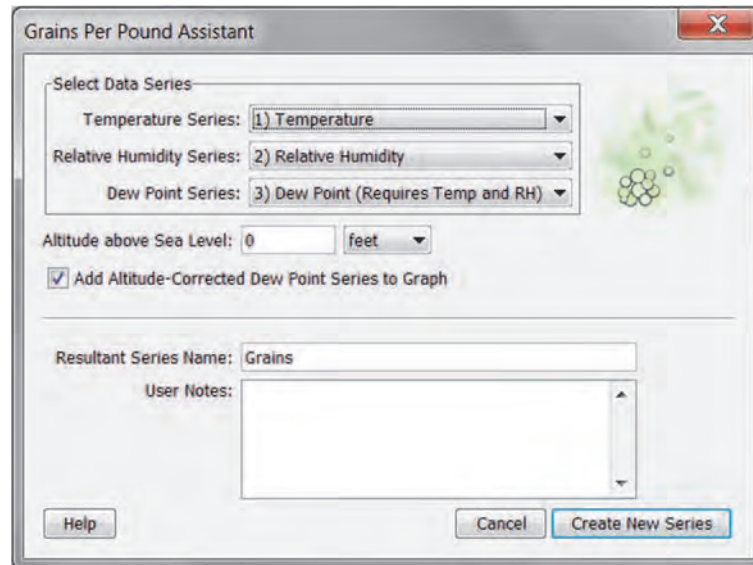 Grains Per Pound Assistant
Select Data Series
Temperature Series: 1) Temperature
Relative Humidity Series: 2) Relative Humidity
Dew Point Series: 3) Dew Point (Requires Temp and RH)
Altitude above Sea Level: 0 feet
Add Altitude-Corrected Dew Point Series to Graph
Resultant Series Name: Grains
User Notes:
Help Cancel Create New Series